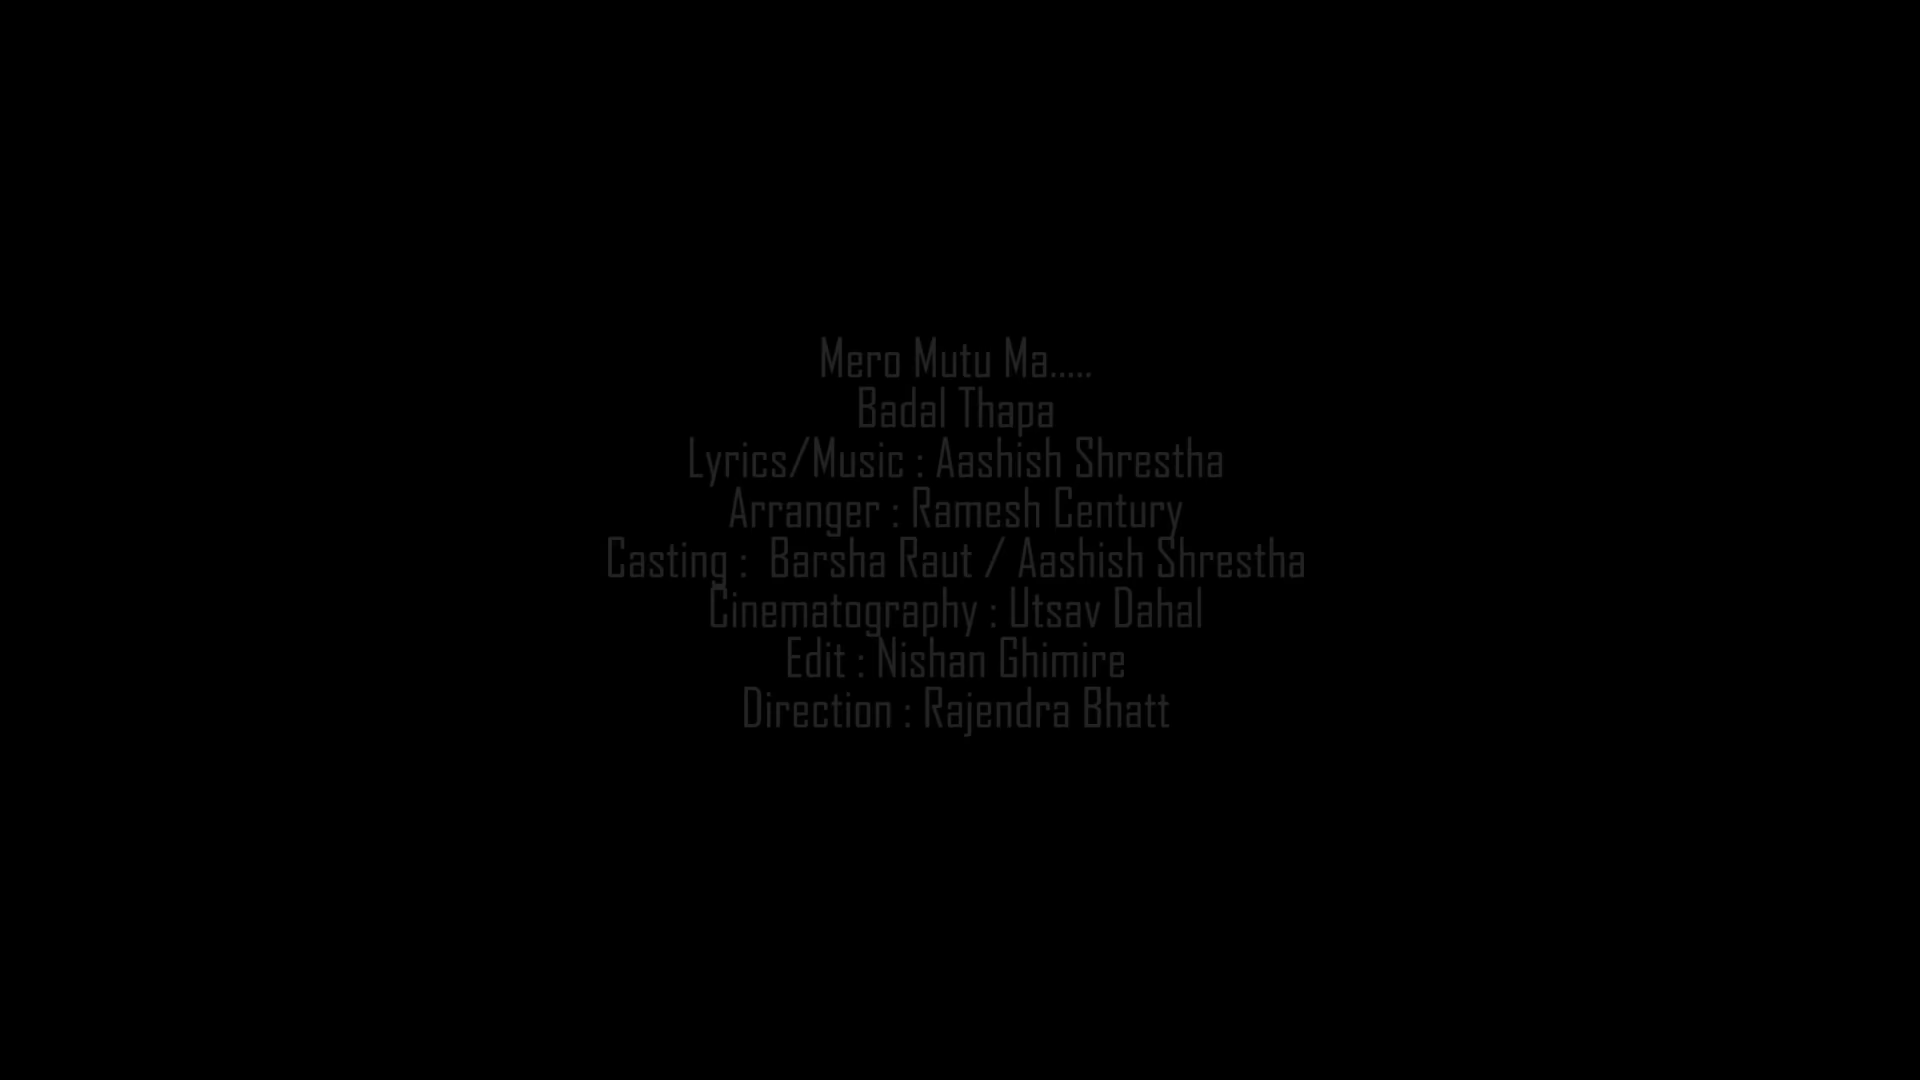 Mero Mutu Ma.....
Badal Thapa
Lyrics/Music : Aashish Shrestha
Arranger : Ramesh Century
Casting :  Barsha Raut / Aashish Shrestha
Cinematography : Utsav Dahal
Edit : Nishan Ghimire
Direction : Rajendra Bhatt